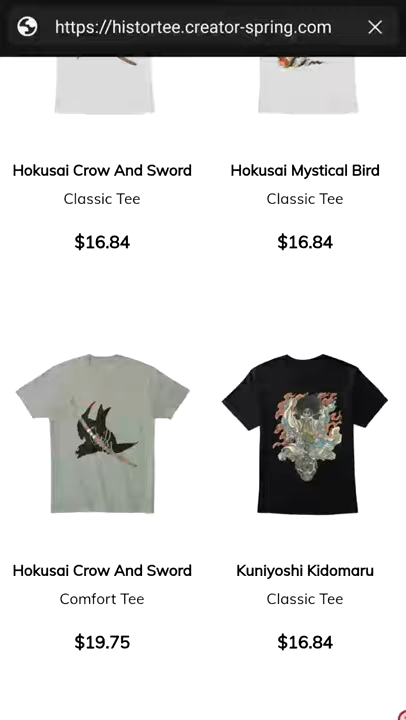 https://histortee.creator-spring.com
Hokusai Crow And Sword
Classic Tee
$16.84
Hokusai Mystical Bird
Classic Tee
$16.84
Hokusai Crow And Sword
Comfort Tee
$19.75
Kuniyoshi Kidomaru
Classic Tee
$16.84